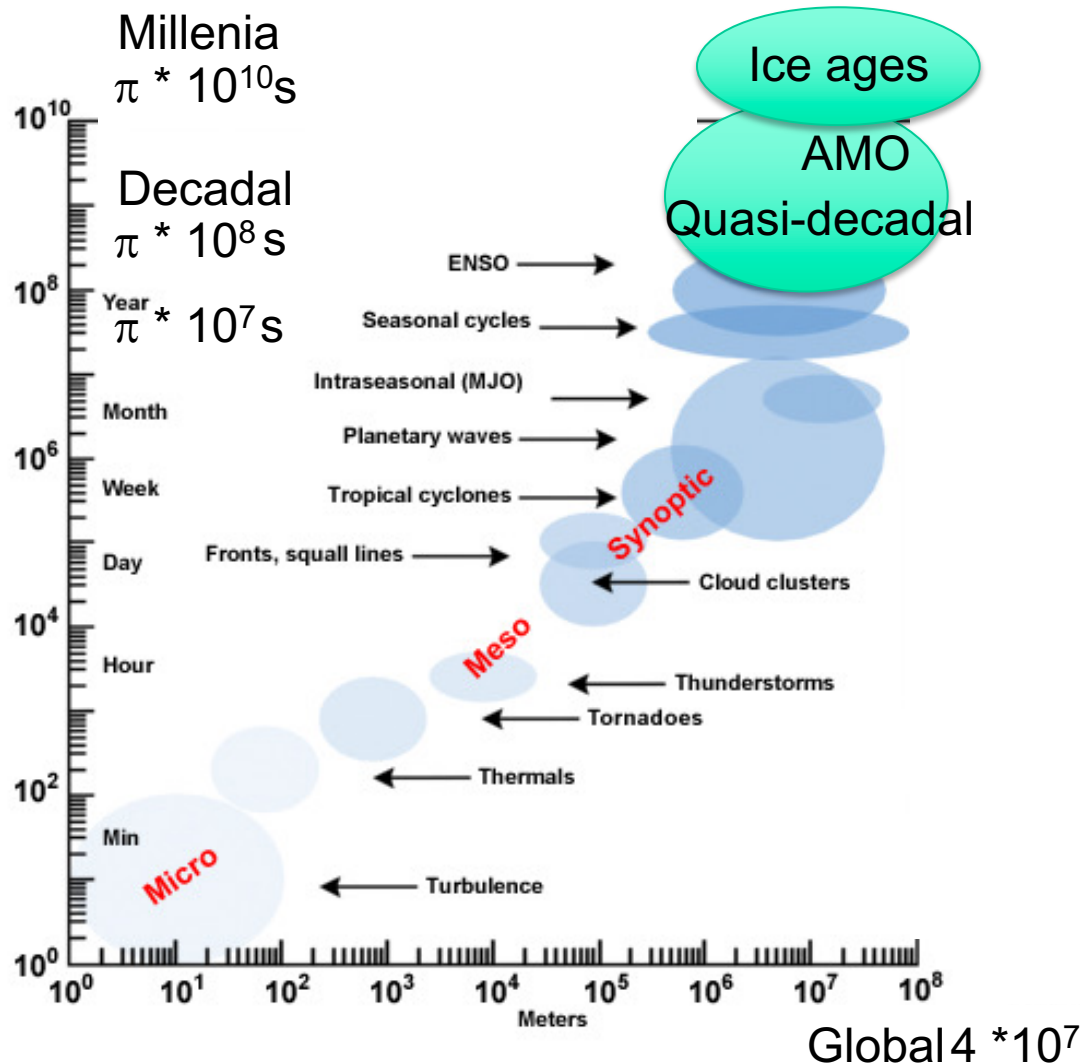 Millenia
π * 10¹⁰s
Ice ages
10¹⁰
AMO
Decadal
Quasi-decadal
π * 10⁸ s
ENSO
10⁸
Year
π * 10⁷ s
Seasonal cycles
Intraseasonal (MJO)
Month
Planetary waves
10⁶
Week
Tropical cyclones
Synoptic
Fronts, squall lines
Day
Cloud clusters
10⁴
Meso
Hour
Thunderstorms
Tornadoes
Thermals
10²
Min
Micro
Turbulence
10⁰
10⁰ 10¹ 10² 10³ 10⁴ 10⁵ 10⁶ 10⁷ 10⁸
Meters
Global 4 *10⁷